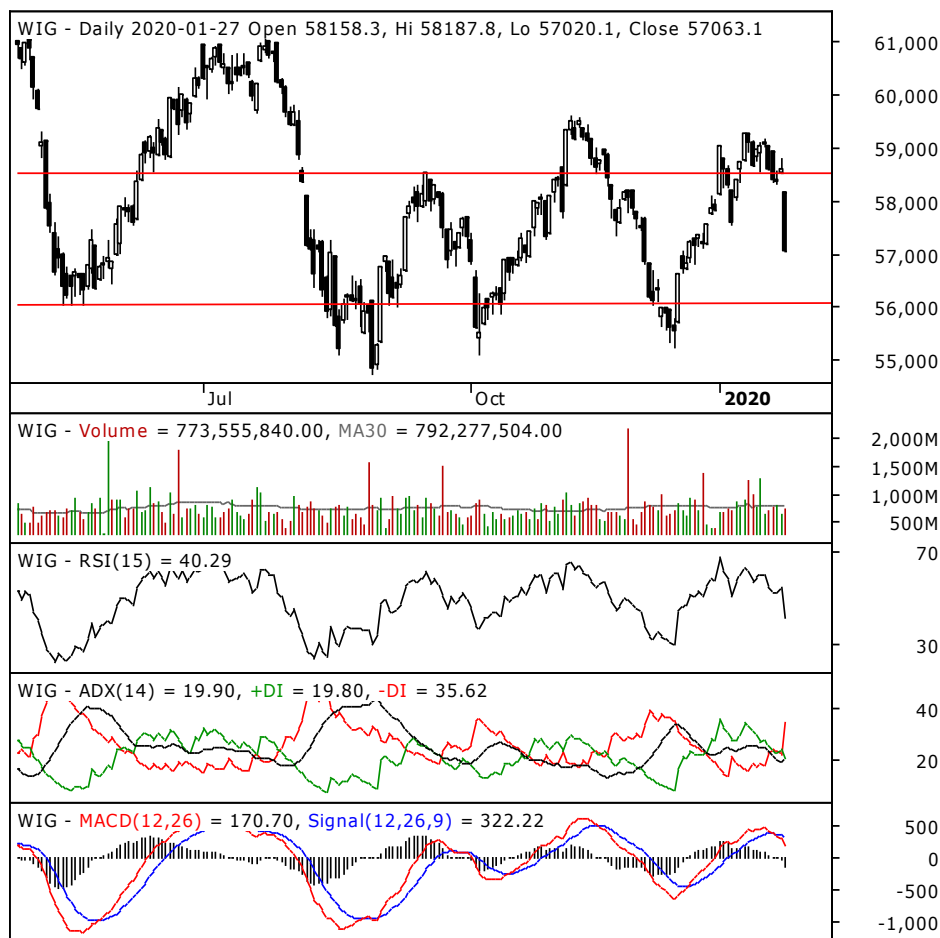 WIG - Daily 2020-01-27 Open 58158.3, Hi 58187.8, Lo 57020.1, Close 57063.1
61,000
60,000
59,000
58,000
57,000
56,000
55,000
Jul Oct 2020
WIG - Volume = 773,555,840.00, MA30 = 792,277,504.00
2,000M
1,500M
1,000M
500M
WIG - RSI(15) = 40.29
70
30
WIG - ADX(14) = 19.90, +DI = 19.80, -DI = 35.62
40
20
WIG - MACD(12,26) = 170.70, Signal(12,26,9) = 322.22
500
0
-500
-1,000